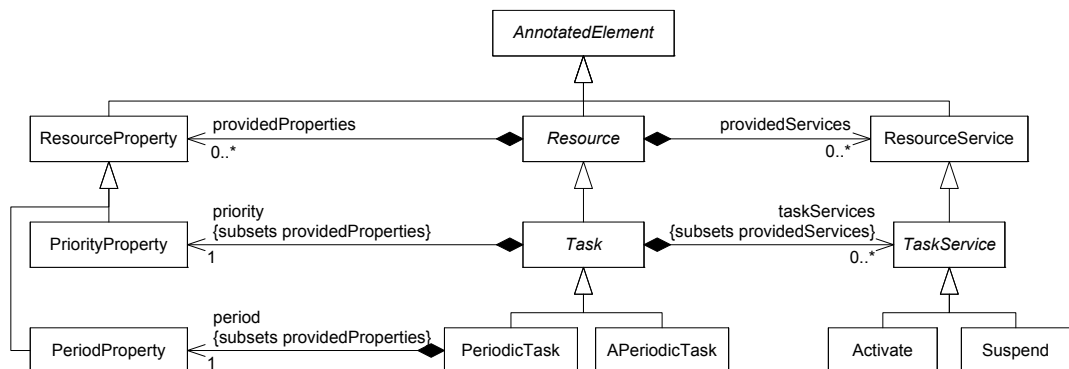 AnnotatedElement
ResourceProperty
providedProperties
0..*
Resource
providedServices
0..*
ResourceService
PriorityProperty
priority
{subsets providedProperties}
1
Task
taskServices
{subsets providedServices}
0..*
TaskService
PeriodProperty
period
{subsets providedProperties}
1
PeriodicTask
APeriodicTask
Activate
Suspend